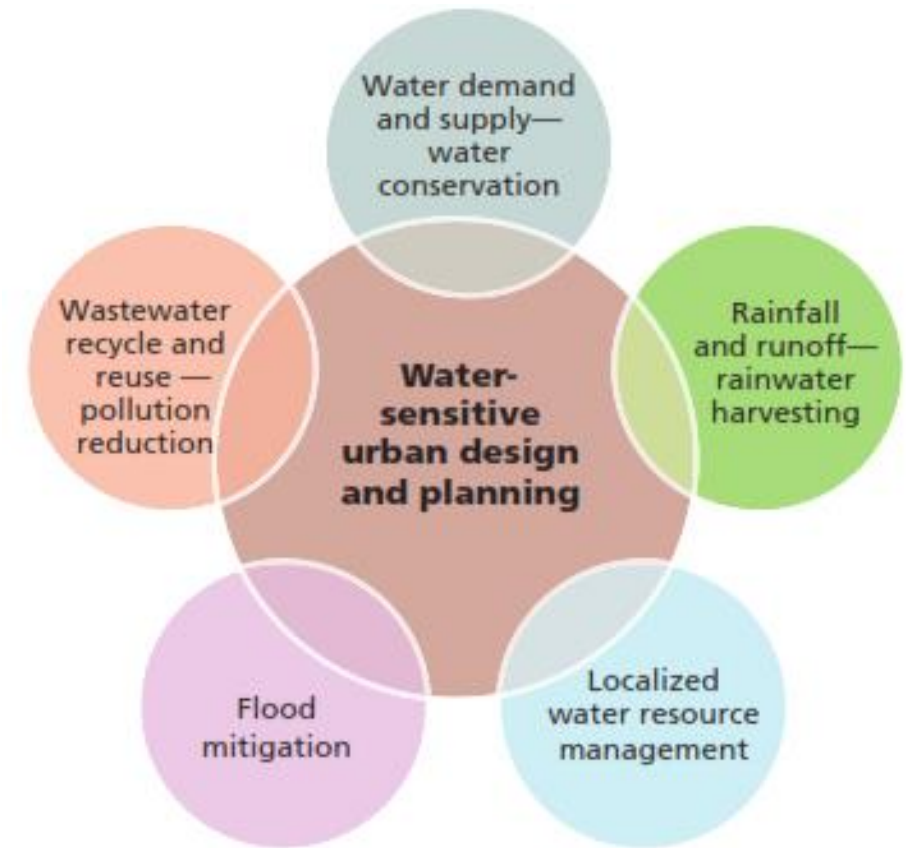 Water demand
and supply—
water
conservation
Wastewater
recycle and
reuse —
pollution
reduction
Water-
sensitive
urban design
and planning
Rainfall
and runoff—
rainwater
harvesting
Flood
mitigation
Localized
water resource
management